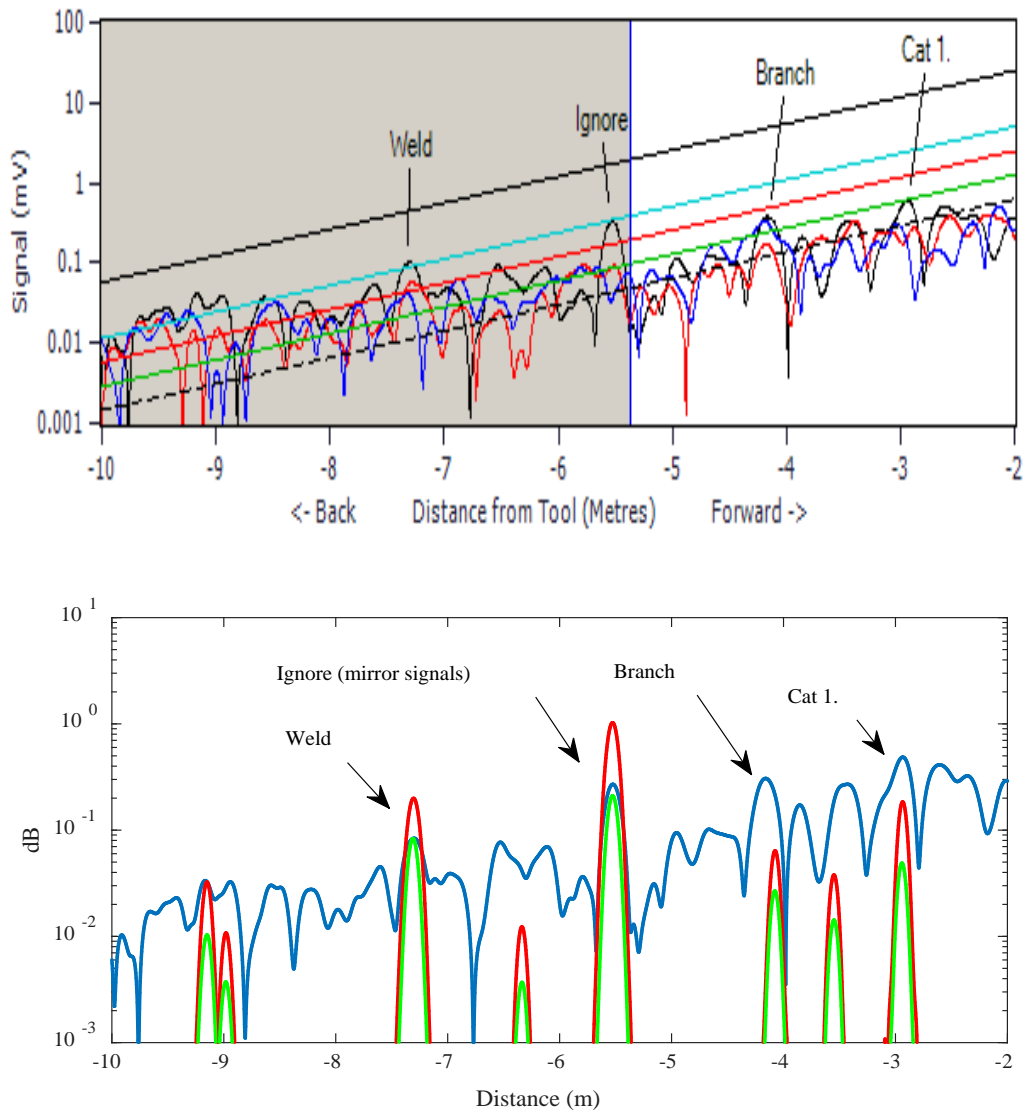 100
10
1
0.1
0.01
0.001
Signal (mV)
Weld
Ignore
Branch
Cat 1.
-10 -9 -8 -7 -6 -5 -4 -3 -2
<- Back Distance from Tool (Metres) Forward ->
10 1
10 0
10 -1
10 -2
10 -3
dB
Ignore (mirror signals)
Branch
Cat 1.
Weld
-10 -9 -8 -7 -6 -5 -4 -3 -2
Distance (m)